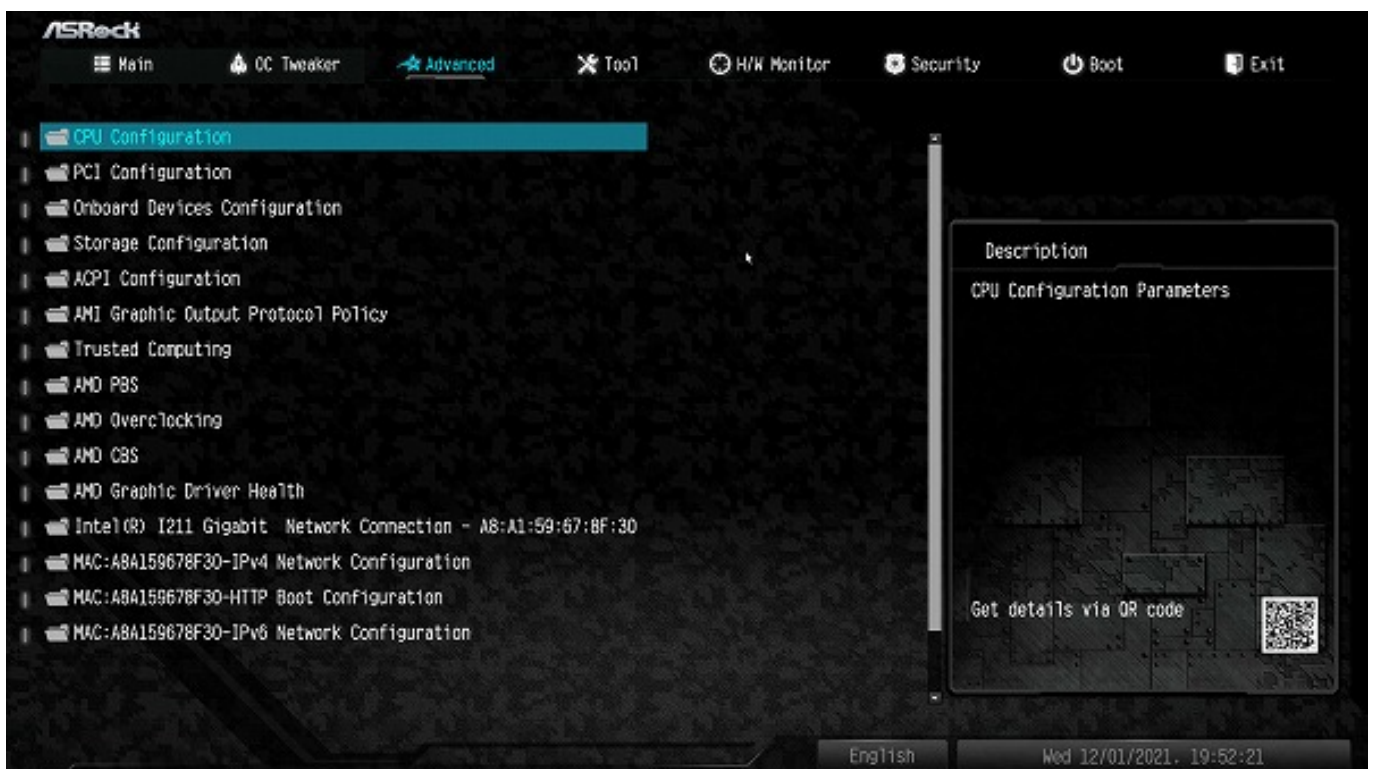 ASRock
Main OC Tweaker Advanced Tool H/W Monitor Security Boot Exit
CPU Configuration
PCI Configuration
Onboard Devices Configuration
Storage Configuration
ACPI Configuration
AMI Graphic Output Protocol Policy
Trusted Computing
AMD PBS
AMD Overclocking
AMD CBS
AMD Graphic Driver Health
Intel(R) I211 Gigabit Network Connection - A8:A1:59:67:8F:30
MAC:A8A159678F30-IPv4 Network Configuration
MAC:A8A159678F30-HTTP Boot Configuration
MAC:A8A159678F30-IPv6 Network Configuration
Description
CPU Configuration Parameters
Get details via QR code
English
Wed 12/01/2021. 19:52:21